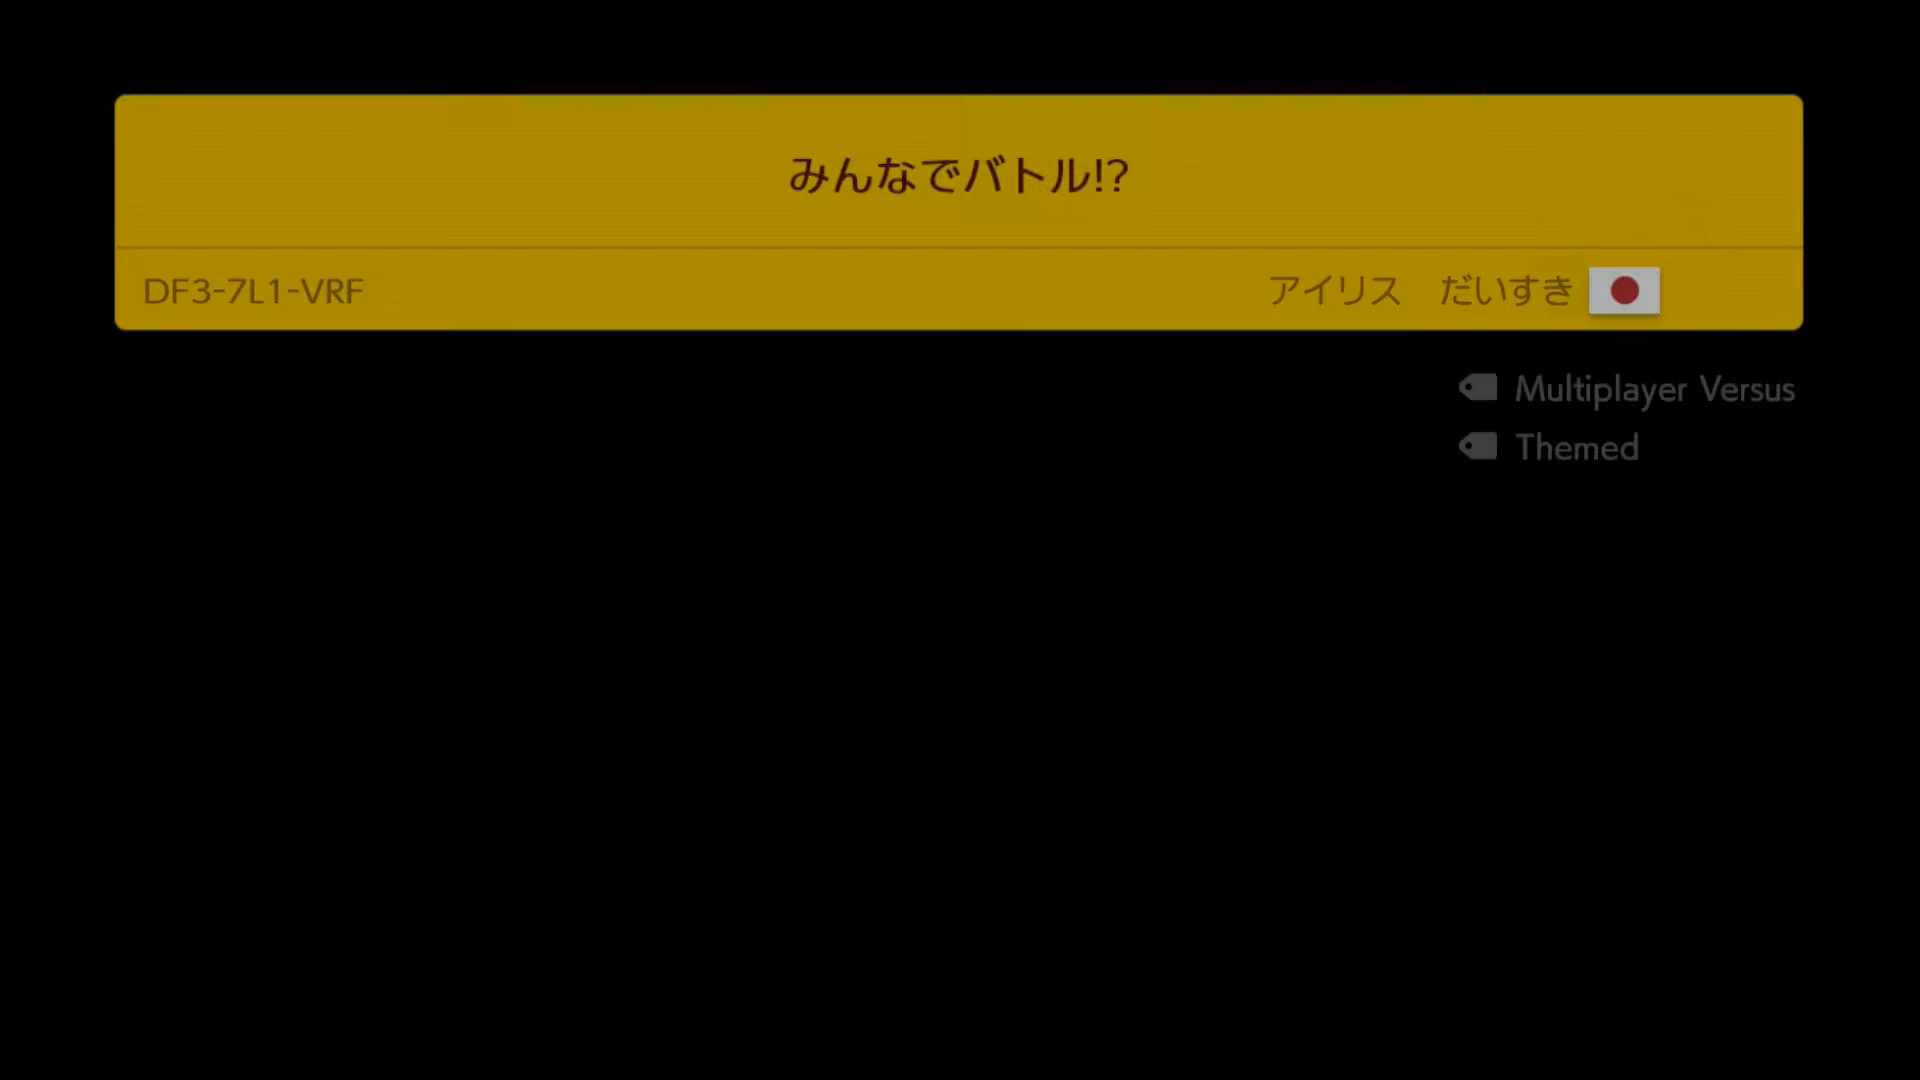 みんなでバトル!?
DF3-7L1-VRF
アイリス　だいすき
Multiplayer Versus
Themed